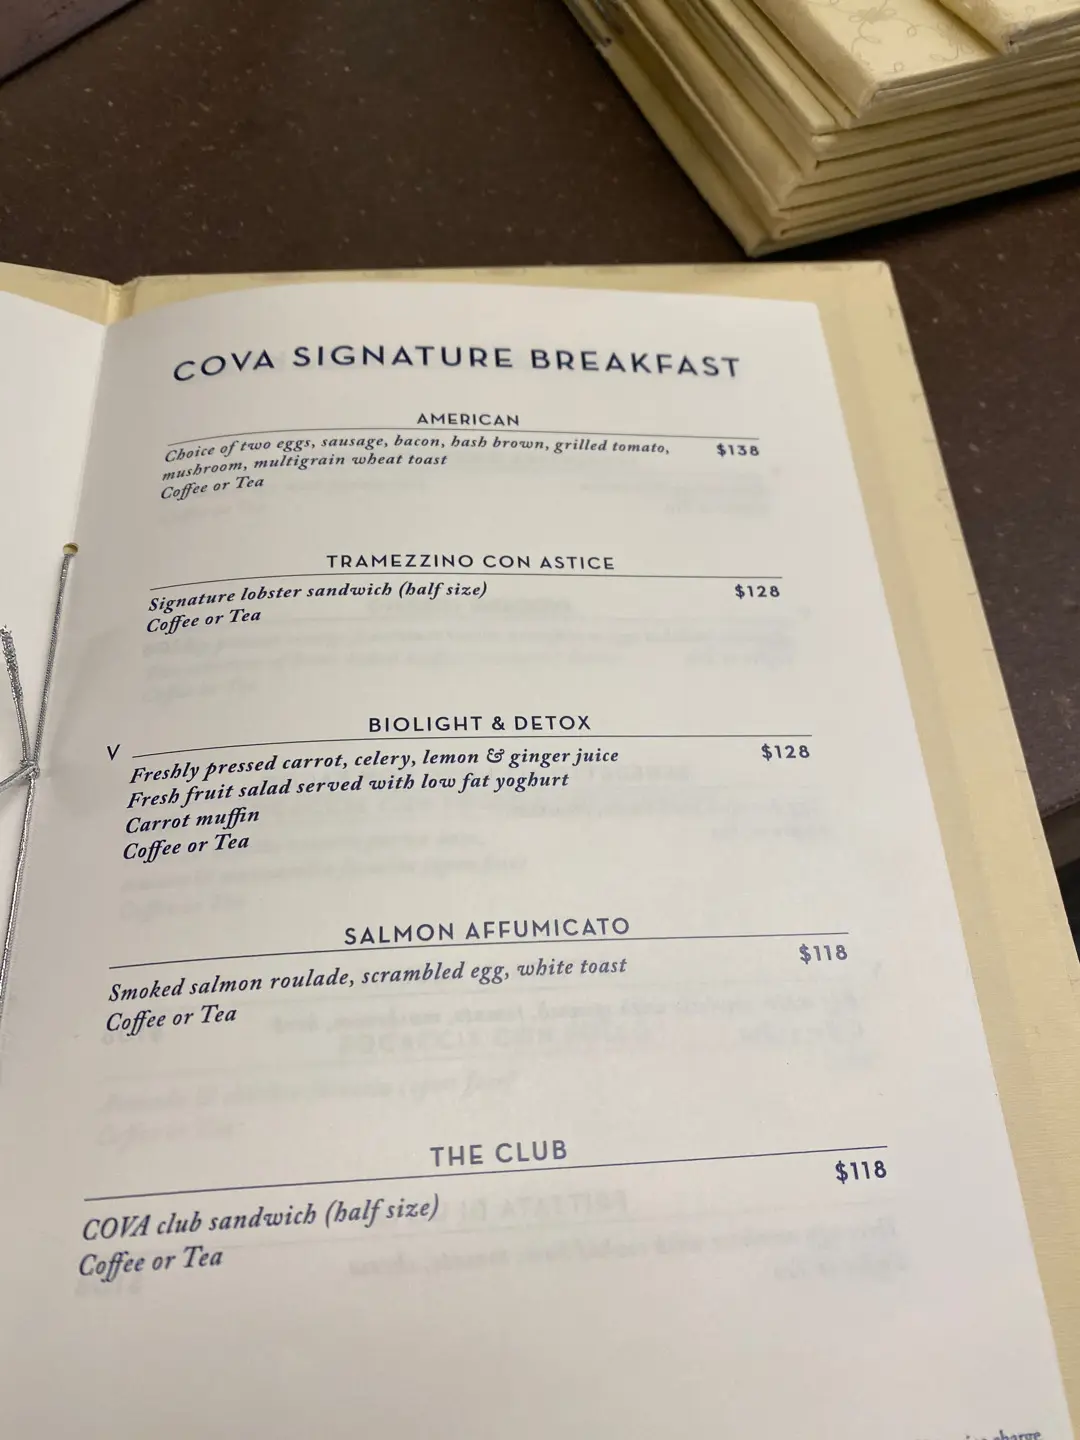 COVA SIGNATURE BREAKFAST
AMERICAN
Choice of two eggs, sausage, bacon, hash brown, grilled tomato, $138
mushroom, multigrain wheat toast
Coffee or Tea
TRAMEZZINO CON ASTICE
Signature lobster sandwich (half size) $128
Coffee or Tea
BIOLIGHT & DETOX
V Freshly pressed carrot, celery, lemon & ginger juice $128
Fresh fruit salad served with low fat yoghurt
Carrot muffin
Coffee or Tea
SALMON AFFUMICATO
Smoked salmon roulade, scrambled egg, white toast $118
Coffee or Tea
THE CLUB
COVA club sandwich (half size) $118
Coffee or Tea
charge